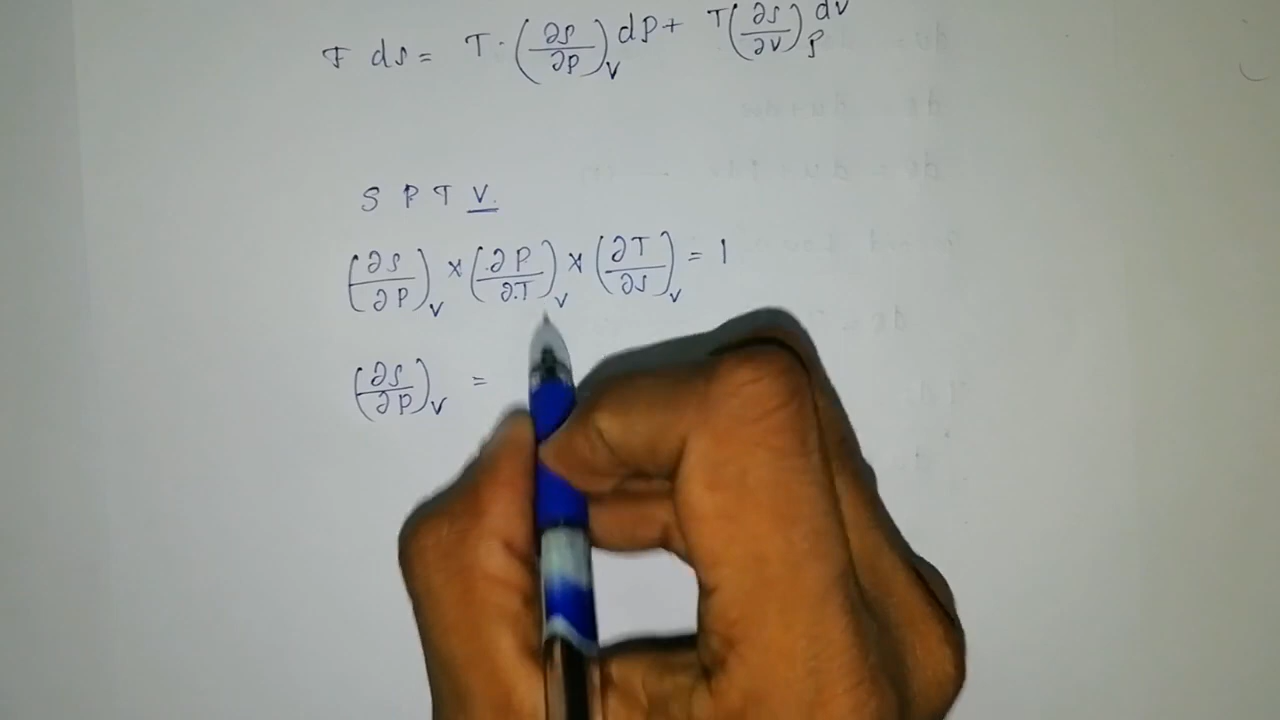 T ds = T · (∂s/∂P)_V dP + T (∂s/∂V)_P dV
S P T V.
(∂s/∂P)_V × (∂P/∂T)_V × (∂T/∂s)_V = 1
(∂s/∂P)_V =